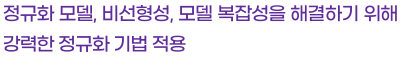 정규화 모델, 비선형성, 모델 복잡성을 해결하기 위해
강력한 정규화 기법 적용